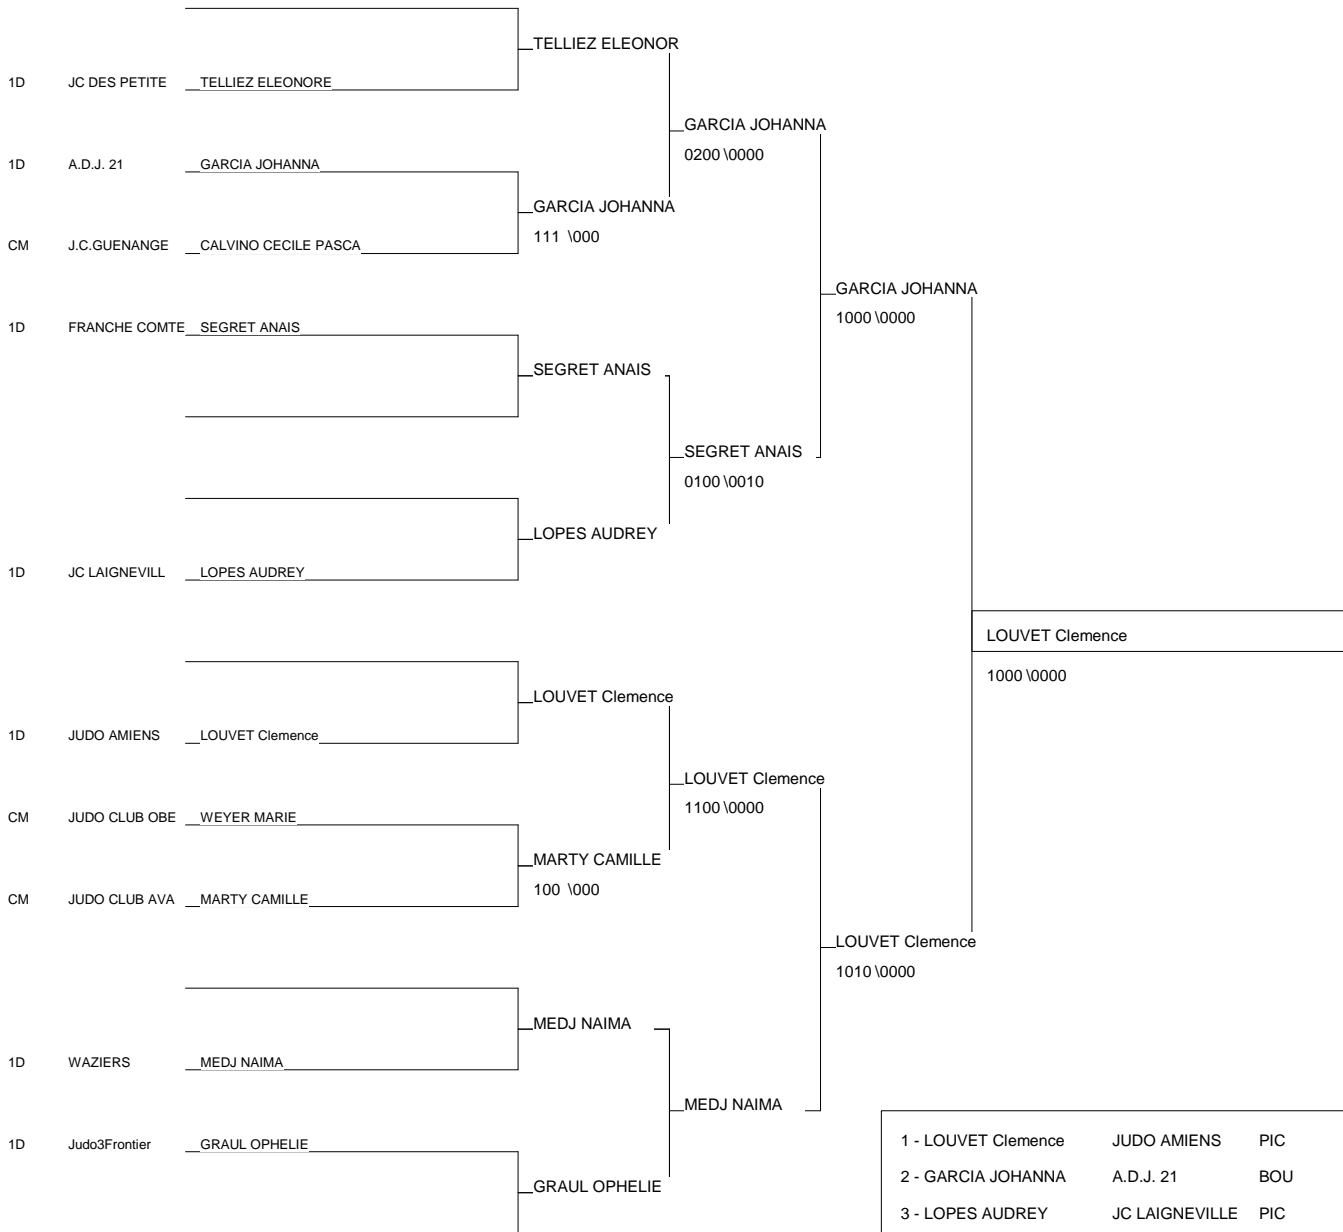 TELLIEZ ELEONOR
1D JC DES PETITE TELLIEZ ELEONORE
GARCIA JOHANNA
0200 \0000
1D A.D.J. 21 GARCIA JOHANNA
GARCIA JOHANNA
111 \000
CM J.C.GUENANGE CALVINO CECILE PASCA
GARCIA JOHANNA
1000 \0000
1D FRANCHE COMTE SEGRET ANAIS
SEGRET ANAIS
SEGRET ANAIS
0100 \0010
LOPES AUDREY
1D JC LAIGNEVILL LOPES AUDREY
LOUVET Clemence
1000 \0000
LOUVET Clemence
1D JUDO AMIENS LOUVET Clemence
LOUVET Clemence
1100 \0000
CM JUDO CLUB OBE WEYER MARIE
MARTY CAMILLE
100 \000
CM JUDO CLUB AVA MARTY CAMILLE
LOUVET Clemence
1010 \0000
MEDJ NAIMA
1D WAZIERS MEDJ NAIMA
MEDJ NAIMA
1D Judo3Frontier GRAUL OPHELIE
GRAUL OPHELIE
1 - LOUVET Clemence JUDO AMIENS PIC
2 - GARCIA JOHANNA A.D.J. 21 BOU
3 - LOPES AUDREY JC LAIGNEVILLE PIC